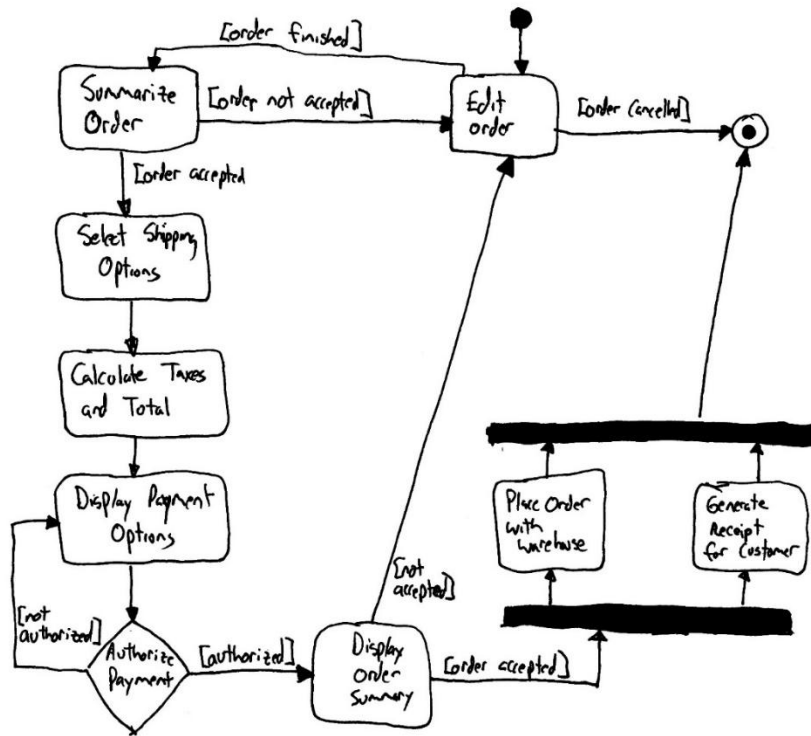 [order finished]
Summarize
Order
[order not accepted]
Edit
order
[order cancelled]
[order accepted
Select Shipping
Options
Calculate Taxes
and Total
Display Payment
Options
[not
authorized]
Authorize
Payment
[authorized]
Display
Order
Summary
[not
accepted]
[order accepted]
Place Order
with
warehouse
Generate
Receipt
for Customer